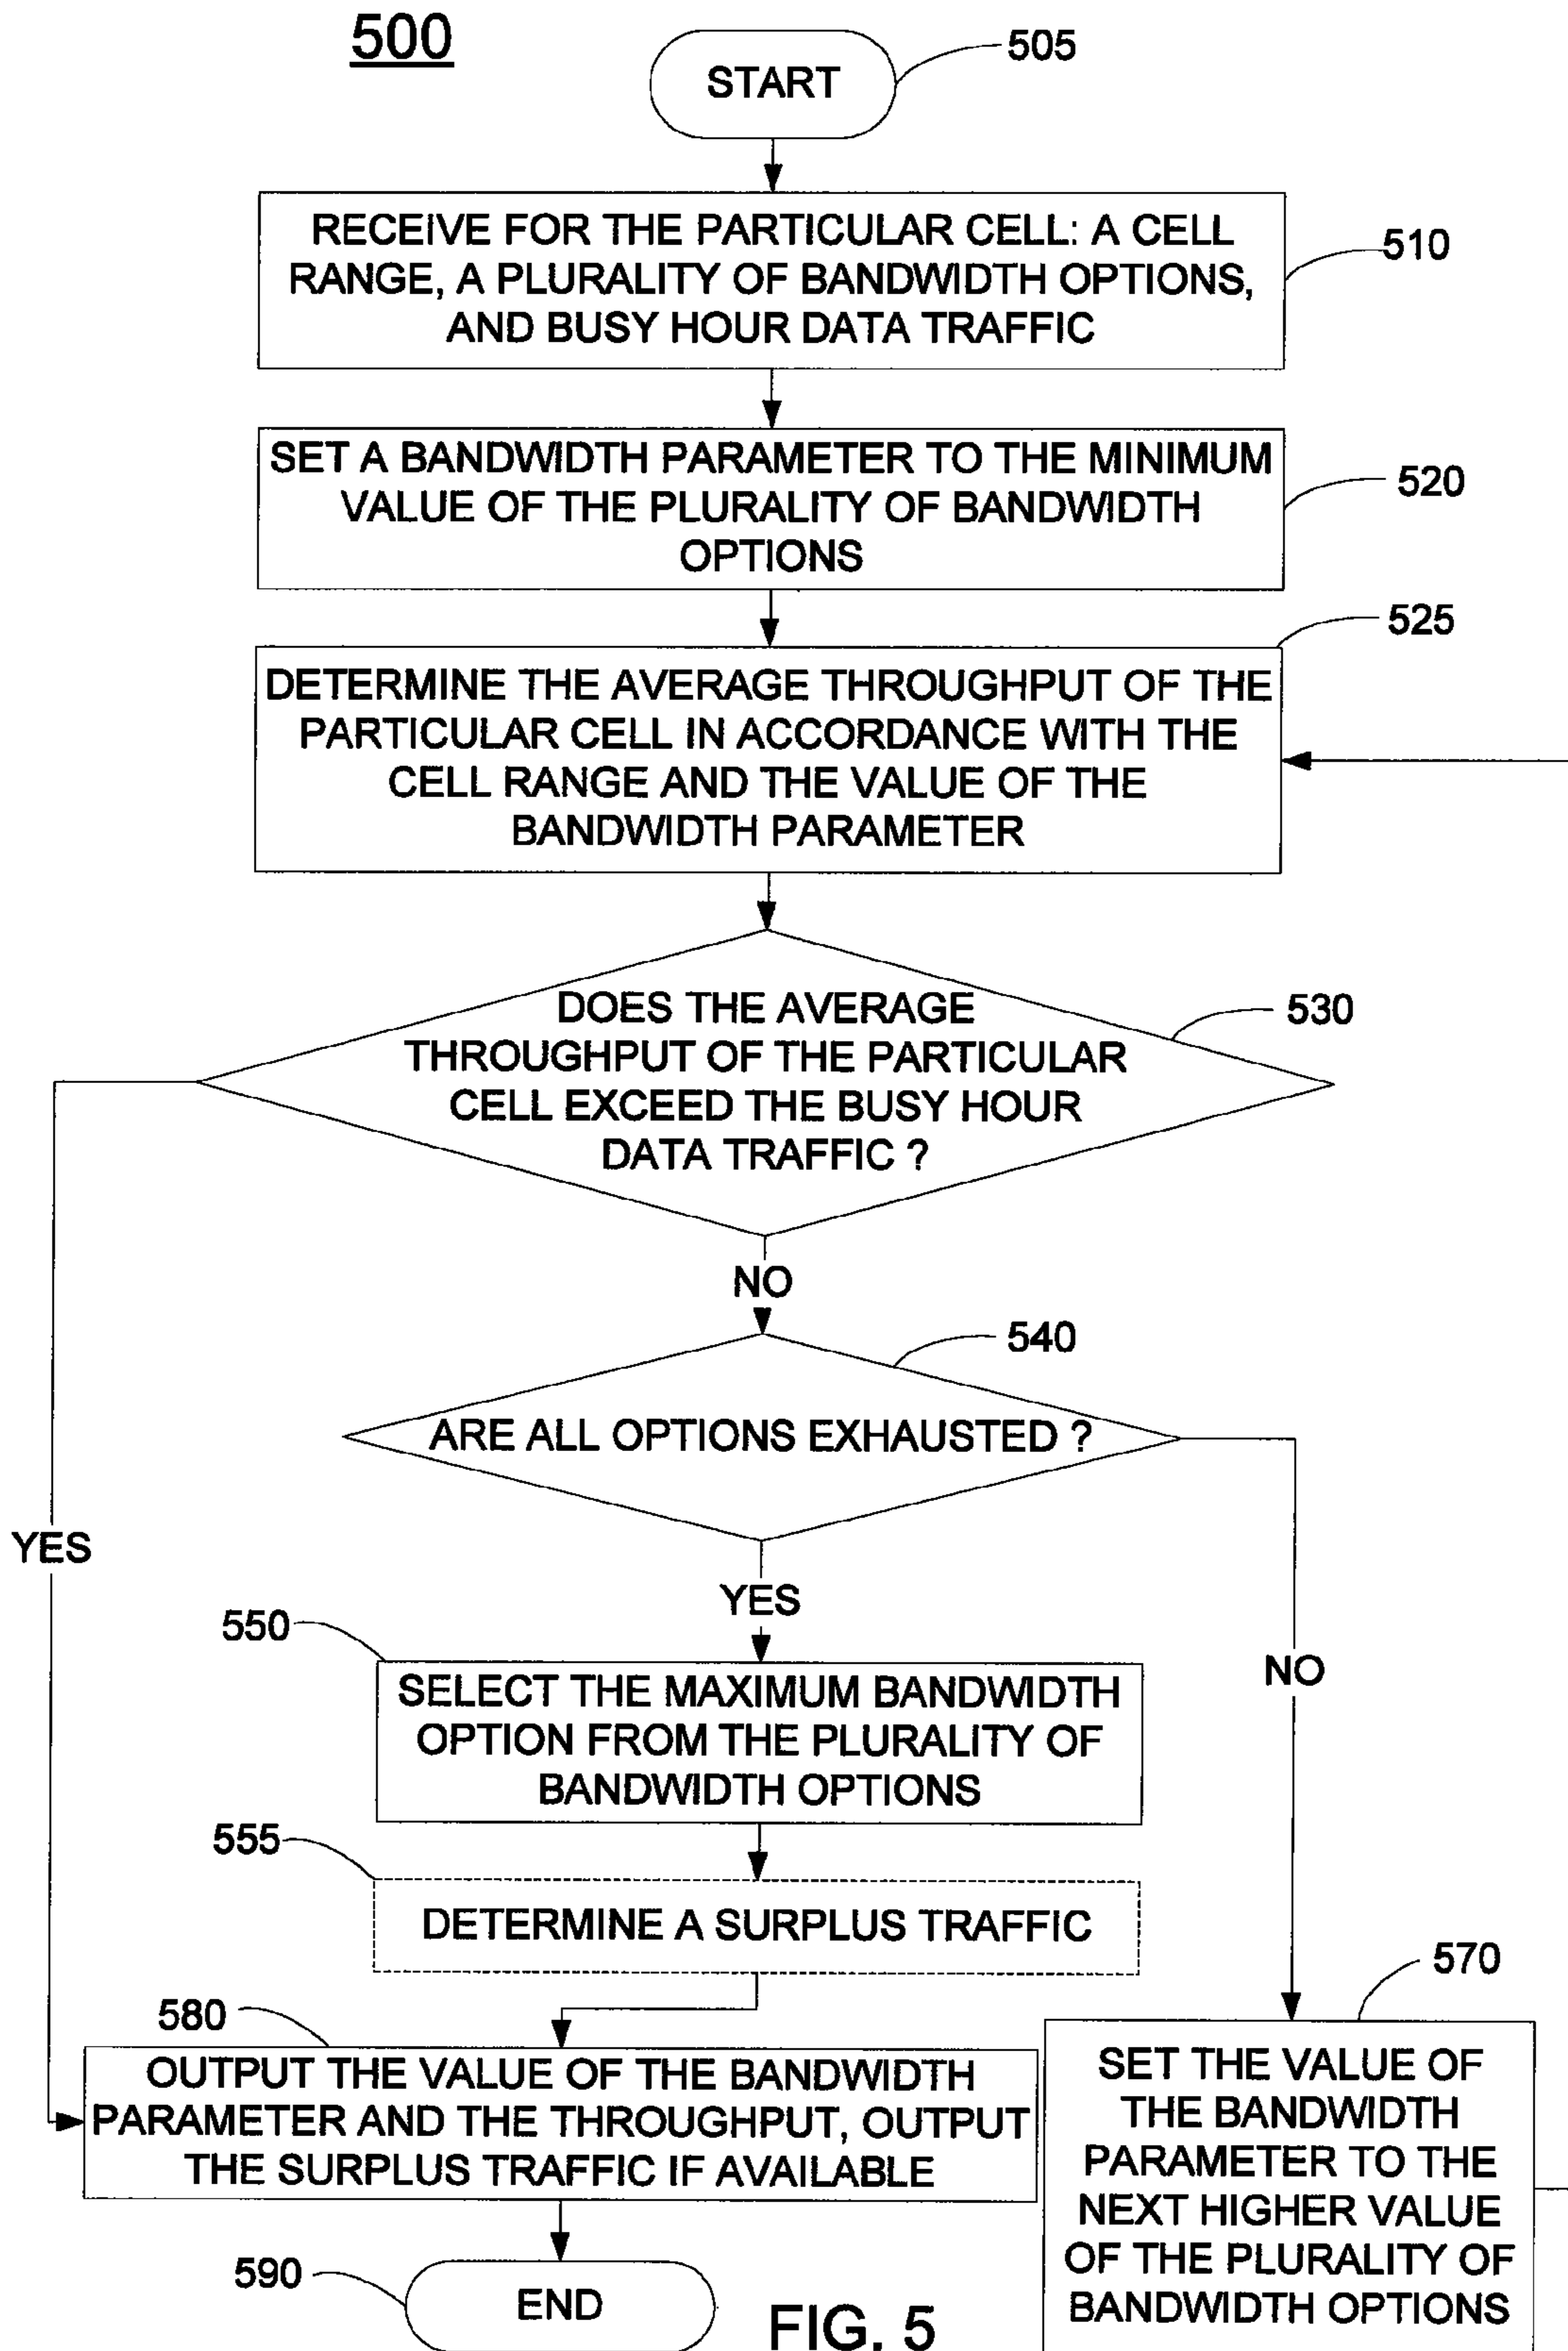 500
START
505
RECEIVE FOR THE PARTICULAR CELL: A CELL
RANGE, A PLURALITY OF BANDWIDTH OPTIONS,
AND BUSY HOUR DATA TRAFFIC
510
SET A BANDWIDTH PARAMETER TO THE MINIMUM
VALUE OF THE PLURALITY OF BANDWIDTH
OPTIONS
520
525
DETERMINE THE AVERAGE THROUGHPUT OF THE
PARTICULAR CELL IN ACCORDANCE WITH THE
CELL RANGE AND THE VALUE OF THE
BANDWIDTH PARAMETER
DOES THE AVERAGE
THROUGHPUT OF THE PARTICULAR
CELL EXCEED THE BUSY HOUR
DATA TRAFFIC ?
530
NO
540
ARE ALL OPTIONS EXHAUSTED ?
YES
YES
NO
550
SELECT THE MAXIMUM BANDWIDTH
OPTION FROM THE PLURALITY OF
BANDWIDTH OPTIONS
555
DETERMINE A SURPLUS TRAFFIC
580
OUTPUT THE VALUE OF THE BANDWIDTH
PARAMETER AND THE THROUGHPUT, OUTPUT
THE SURPLUS TRAFFIC IF AVAILABLE
570
SET THE VALUE OF
THE BANDWIDTH
PARAMETER TO THE
NEXT HIGHER VALUE
OF THE PLURALITY OF
BANDWIDTH OPTIONS
590
END
FIG. 5